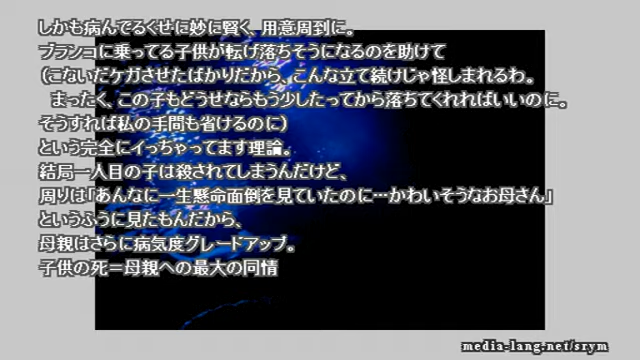 しかも病んでるくせに妙に賢く、用意周到に。
ブランコに乗ってる子供が転げ落ちそうになるのを助けて
（こないだケガさせたばかりだから、こんな立て続けじゃ怪しまれるわ。
まったく、この子もどうせならもう少したってから落ちてくれればいいのに。
そうすれば私の手間も省けるのに）
という完全にイっちゃってます理論。
結局一人目の子は殺されてしまうんだけど、
周りは「あんなに一生懸命面倒を見ていたのに…かわいそうなお母さん」
というふうに見たもんだから、
母親はさらに病気度グレードアップ。
子供の死＝母親への最大の同情
media-lang-net/srym